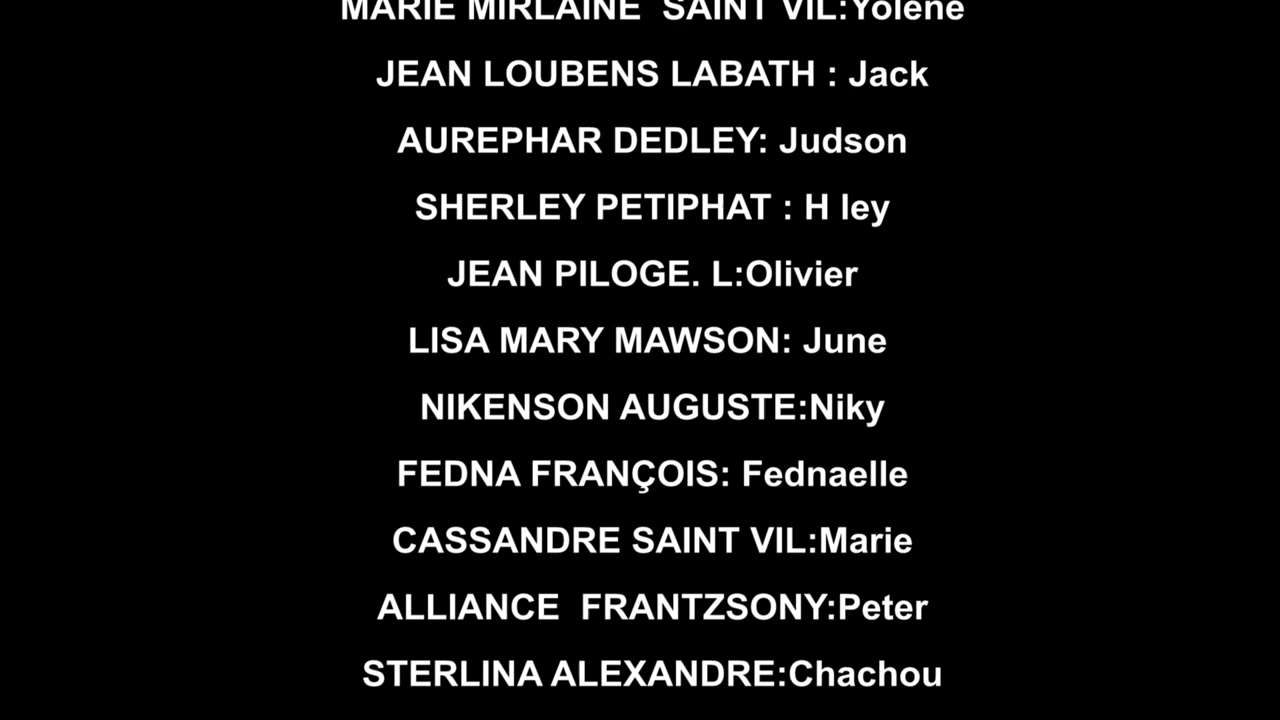 MARIE MIRLAINE  SAINT VIL:Yolene
JEAN LOUBENS LABATH : Jack
AUREPHAR DEDLEY: Judson
SHERLEY PETIPHAT : H ley
JEAN PILOGE. L:Olivier
LISA MARY MAWSON: June
NIKENSON AUGUSTE:Niky
FEDNA FRANÇOIS: Fednaelle
CASSANDRE SAINT VIL:Marie
ALLIANCE  FRANTZSONY:Peter
STERLINA ALEXANDRE:Chachou